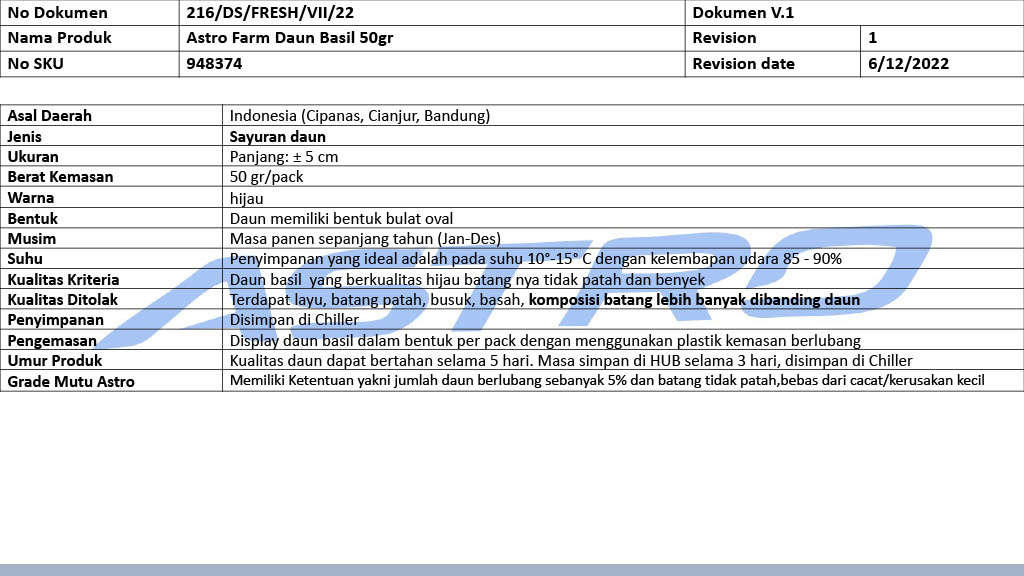 No Dokumen 216/DS/FRESH/VII/22 Dokumen V.1
Nama Produk Astro Farm Daun Basil 50gr Revision 1
No SKU 948374 Revision date 6/12/2022
Asal Daerah Indonesia (Cipanas, Cianjur, Bandung)
Jenis Sayuran daun
Ukuran Panjang: ± 5 cm
Berat Kemasan 50 gr/pack
Warna hijau
Bentuk Daun memiliki bentuk bulat oval
Musim Masa panen sepanjang tahun (Jan-Des)
Suhu Penyimpanan yang ideal adalah pada suhu 10°-15° C dengan kelembapan udara 85 - 90%
Kualitas Kriteria Daun basil yang berkualitas hijau batang nya tidak patah dan benyek
Kualitas Ditolak Terdapat layu, batang patah, busuk, basah, komposisi batang lebih banyak dibanding daun
Penyimpanan Disimpan di Chiller
Pengemasan Display daun basil dalam bentuk per pack dengan menggunakan plastik kemasan berlubang
Umur Produk Kualitas daun dapat bertahan selama 5 hari. Masa simpan di HUB selama 3 hari, disimpan di Chiller
Grade Mutu Astro Memiliki Ketentuan yakni jumlah daun berlubang sebanyak 5% dan batang tidak patah,bebas dari cacat/kerusakan kecil
ASTRO